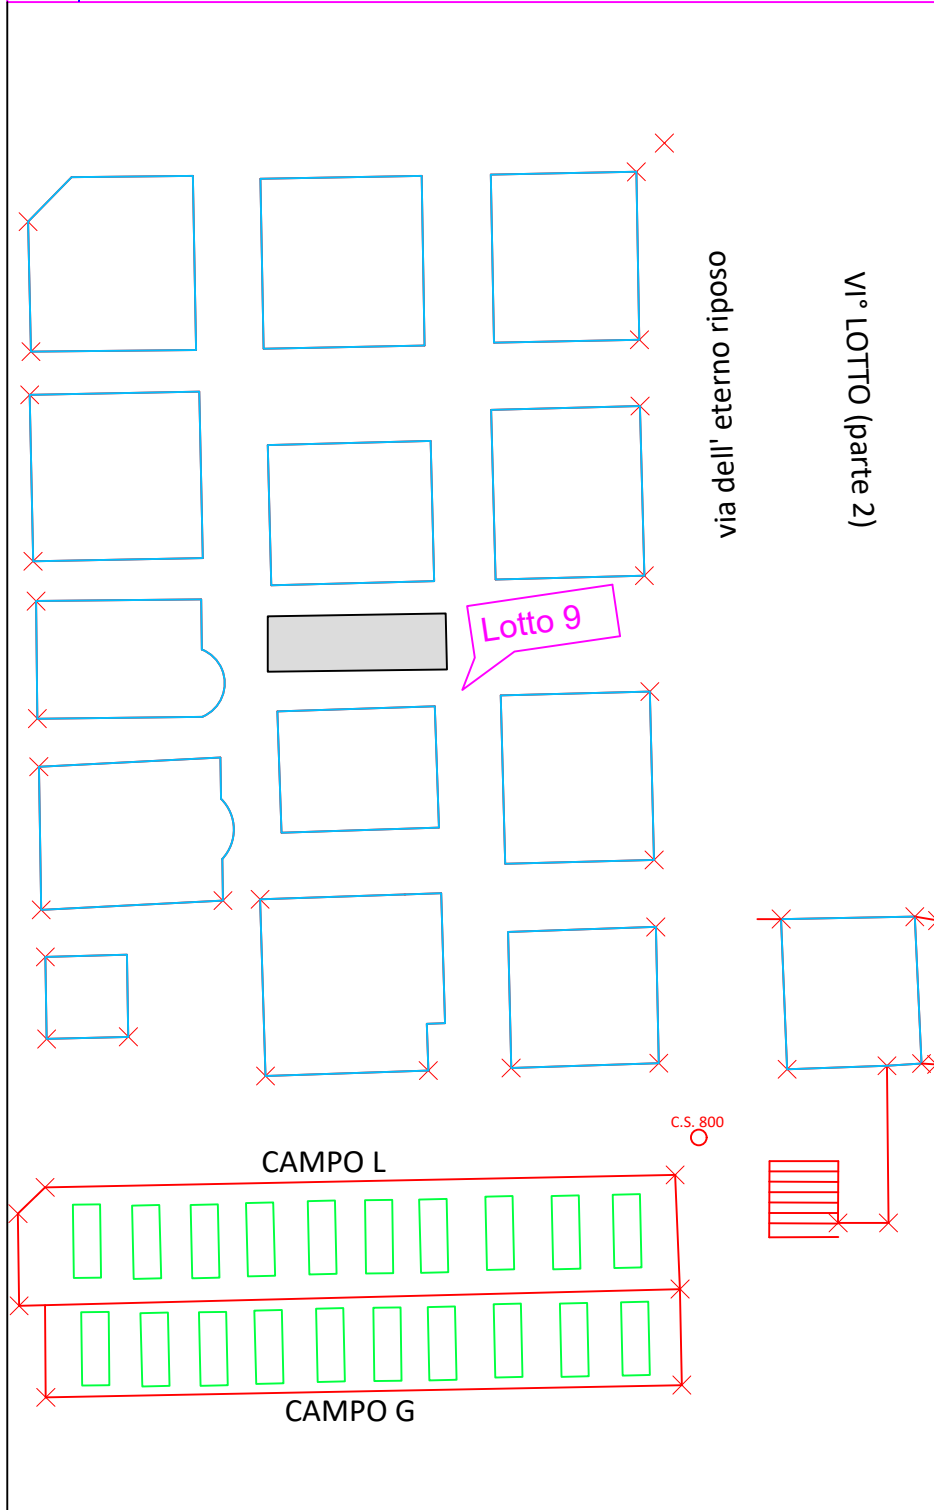 via dell' eterno riposo
VI° LOTTO (parte 2)
Lotto 9
C.S. 800
CAMPO L
CAMPO G